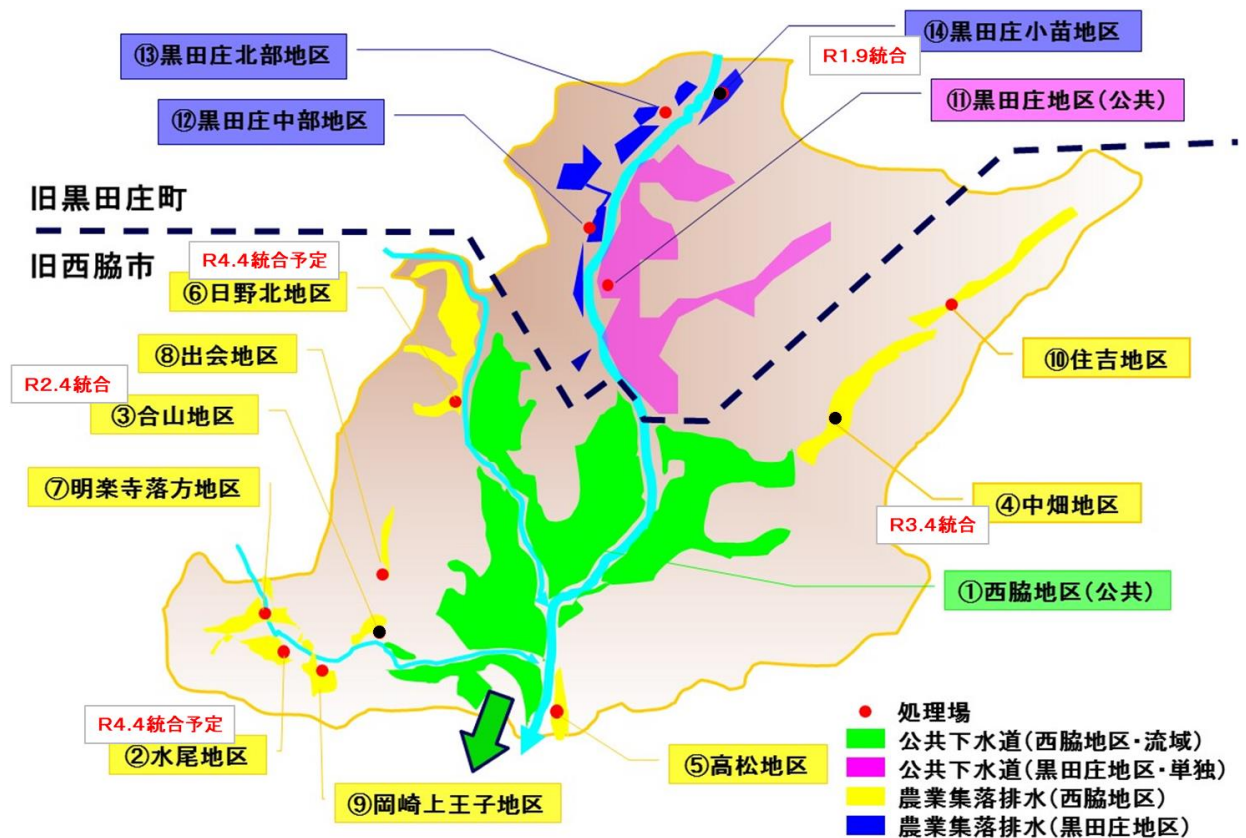 ⑬黒田庄北部地区
⑭黒田庄小苗地区
R1.9統合
⑪黒田庄地区(公共)
⑫黒田庄中部地区
旧黒田庄町
旧西脇市
R4.4統合予定
⑥日野北地区
⑧出会地区
R2.4統合
③合山地区
⑩住吉地区
⑦明楽寺落方地区
④中畑地区
R3.4統合
①西脇地区(公共)
R4.4統合予定
②水尾地区
⑤高松地区
⑨岡崎上王子地区
処理場
公共下水道(西脇地区・流域)
公共下水道(黒田庄地区・単独)
農業集落排水(西脇地区)
農業集落排水(黒田庄地区)